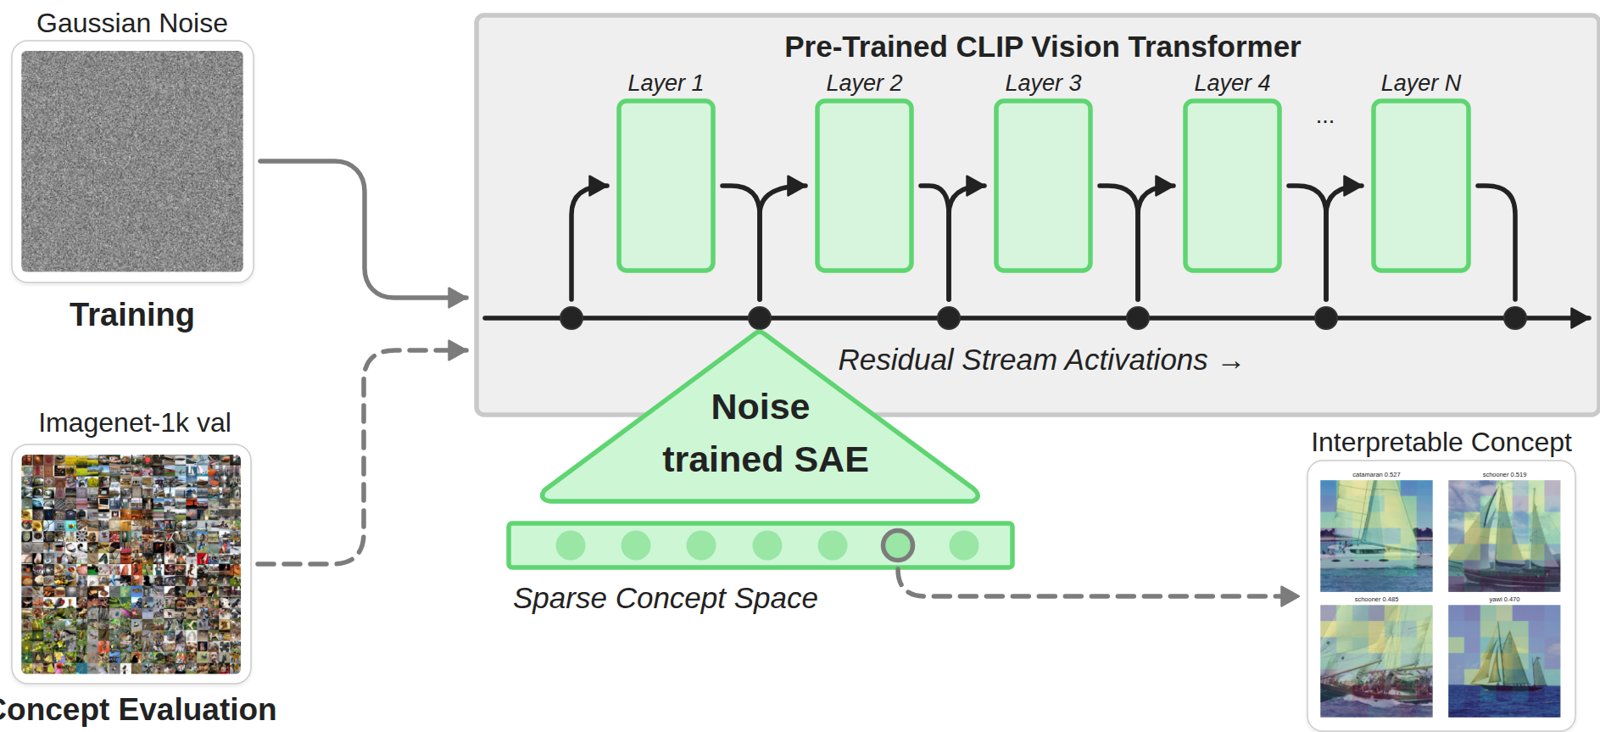 Gaussian Noise
Training
Imagenet-1k val
Concept Evaluation
Pre-Trained CLIP Vision Transformer
Layer 1
Layer 2
Layer 3
Layer 4
...
Layer N
Residual Stream Activations →
Noise
trained SAE
Sparse Concept Space
Interpretable Concept
catamaran 0.527
schooner 0.519
schooner 0.485
yawl 0.470